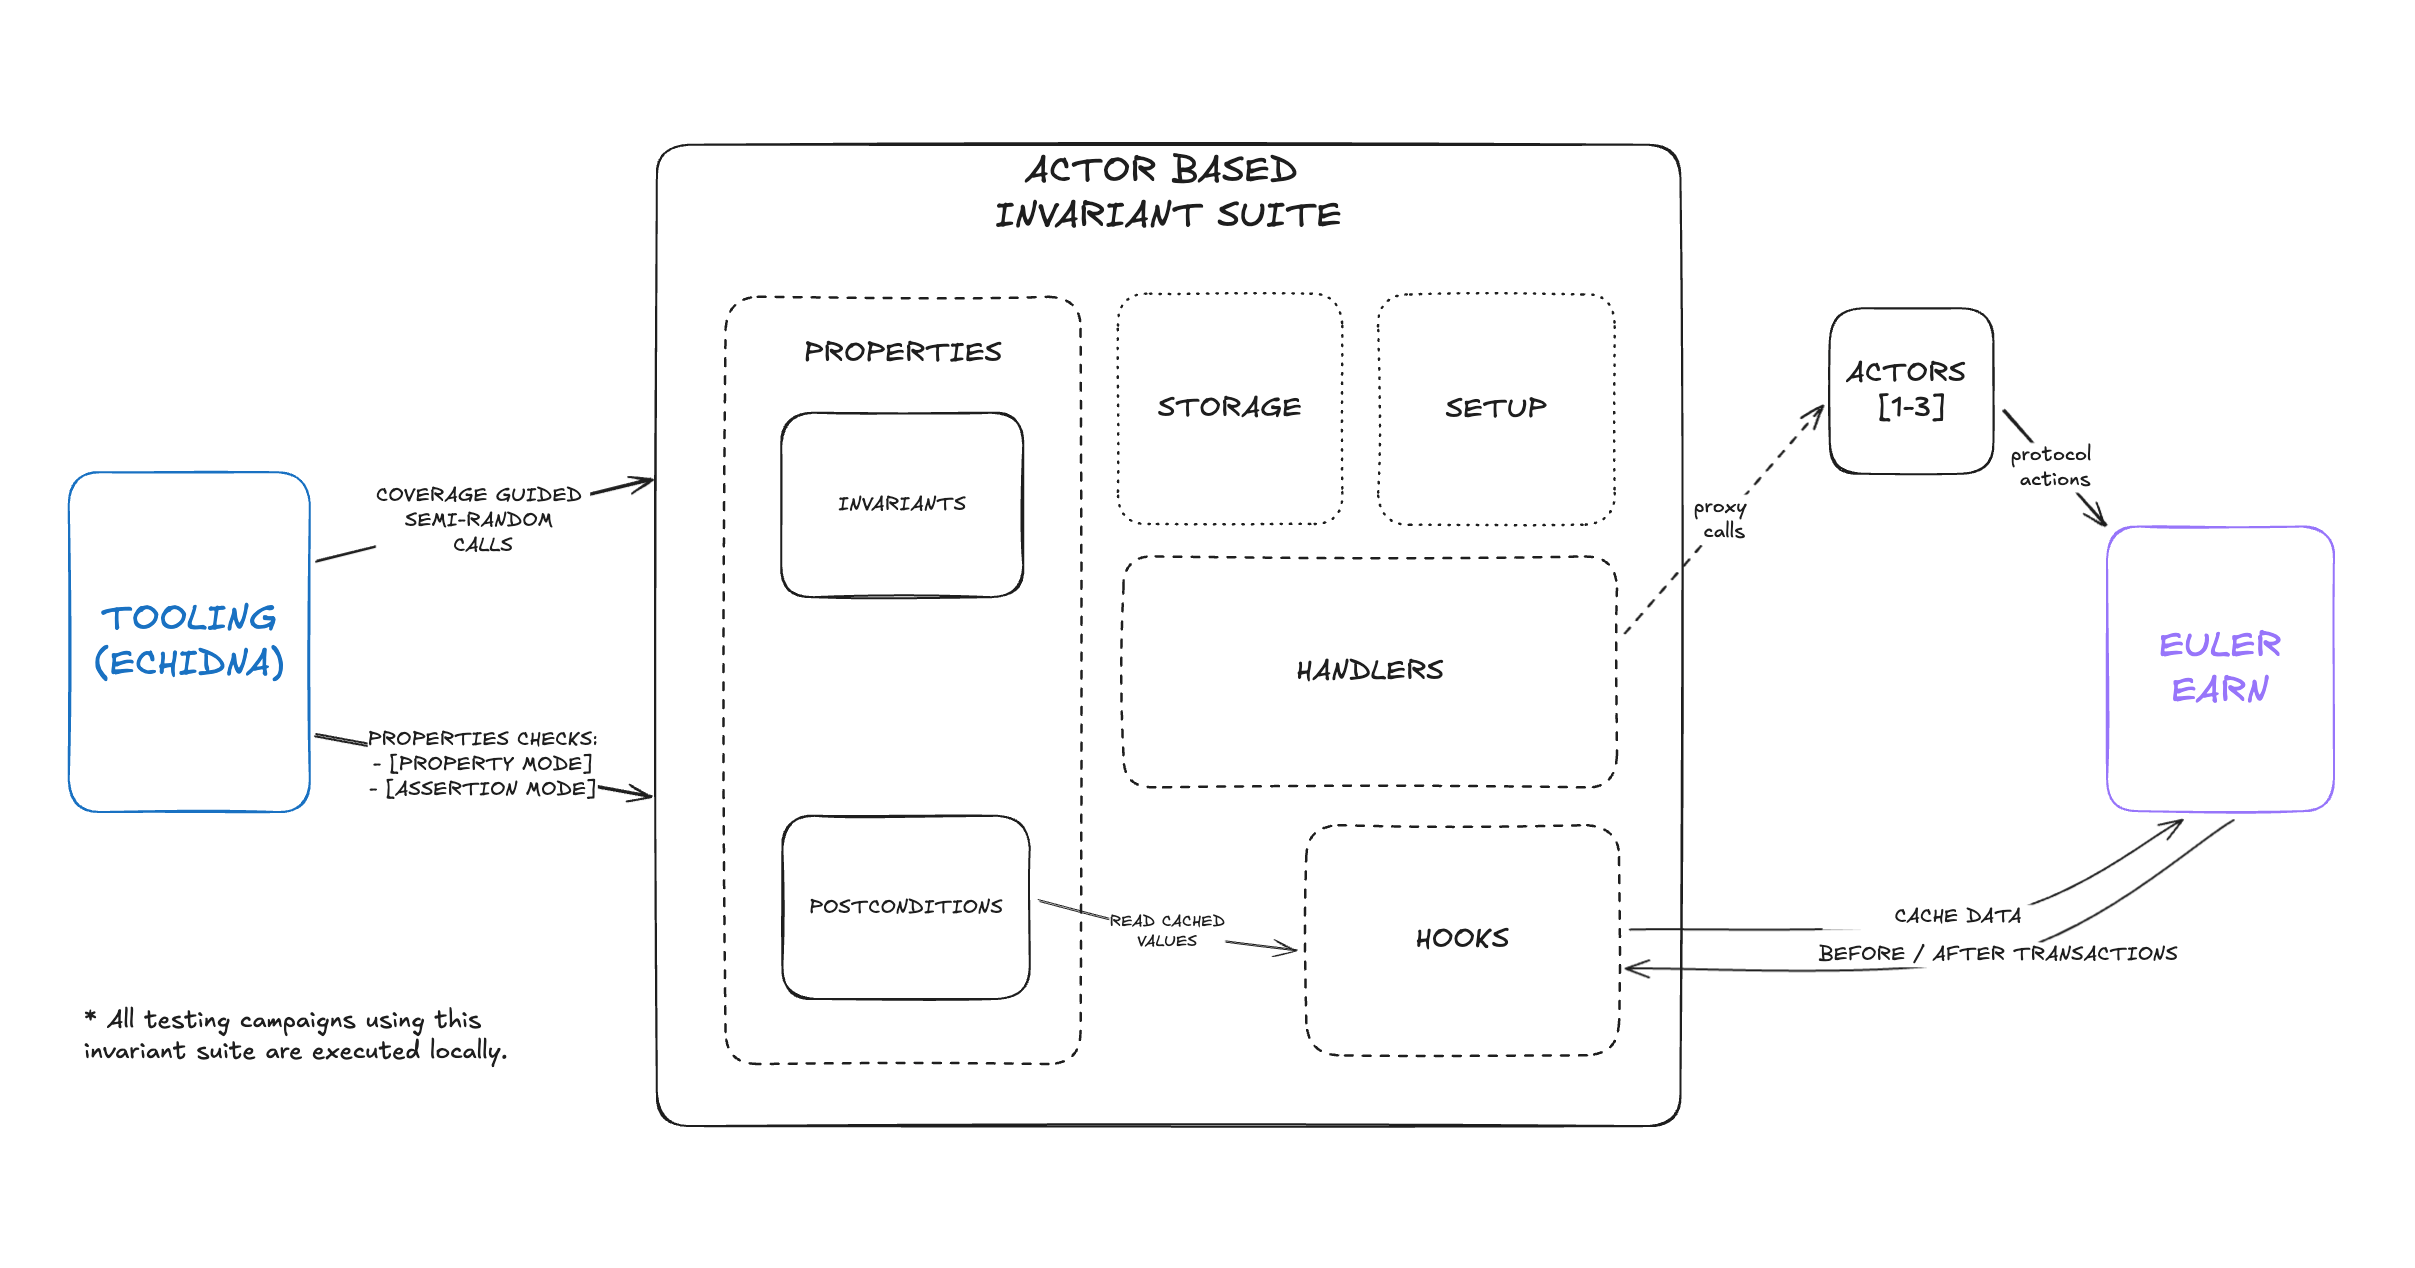 ACTOR BASED
INVARIANT SUITE
PROPERTIES
INVARIANTS
POSTCONDITIONS
STORAGE
SETUP
HANDLERS
HOOKS
TOOLING
(ECHIDNA)
COVERAGE GUIDED
SEMI-RANDOM
CALLS
PROPERTIES CHECKS:
- [PROPERTY MODE]
- [ASSERTION MODE]
READ CACHED
VALUES
proxy
calls
ACTORS
[1-3]
protocol
actions
EULER
EARN
CACHE DATA
BEFORE / AFTER TRANSACTIONS
* All testing campaigns using this
invariant suite are executed locally.